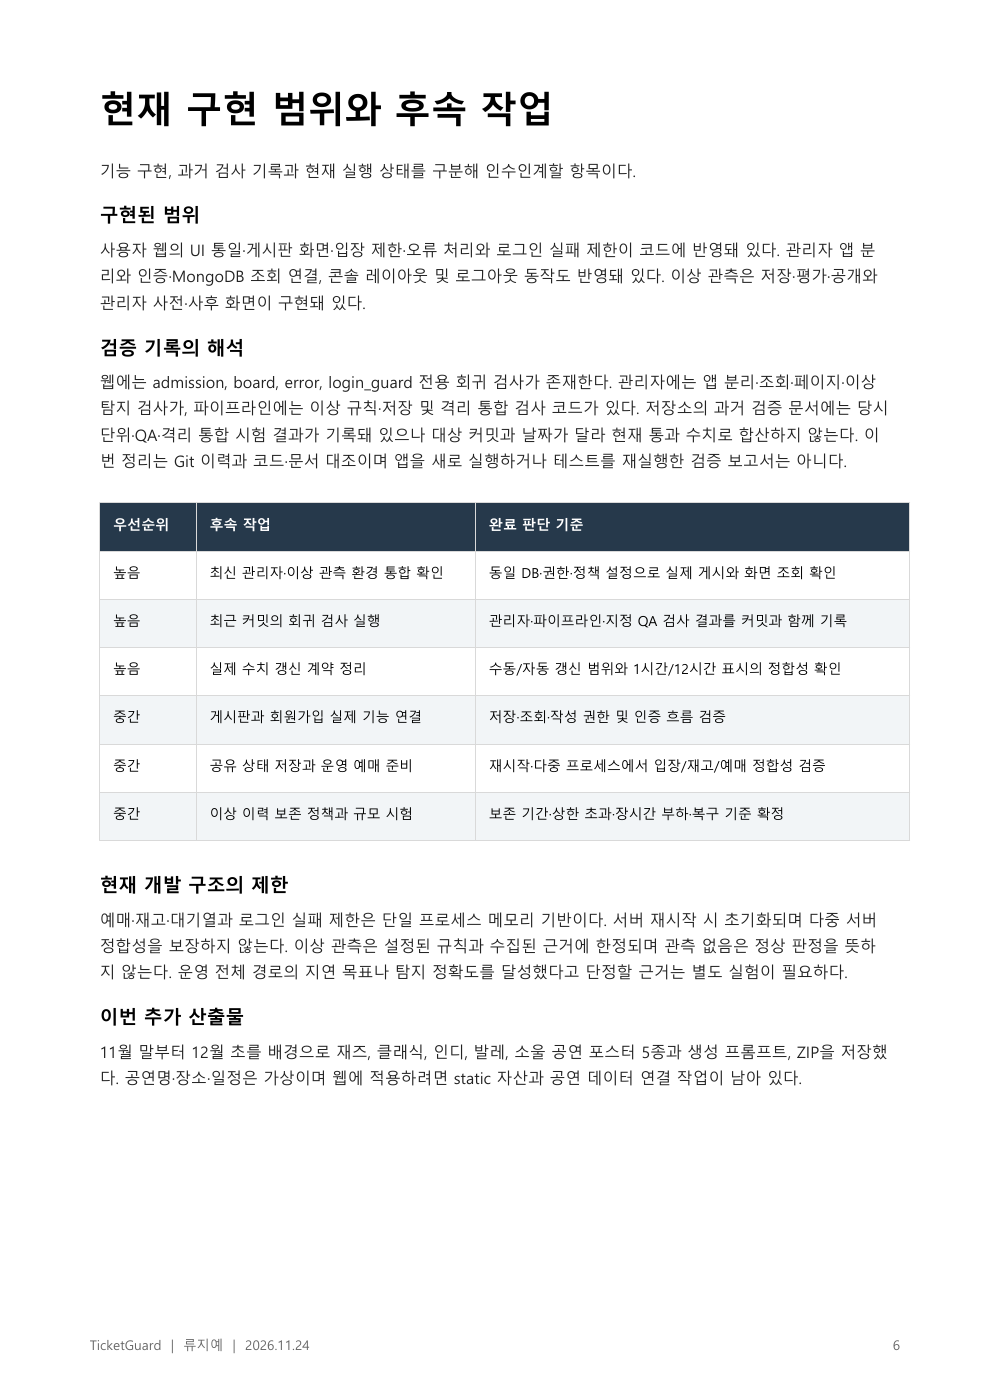 현재 구현 범위와 후속 작업
기능 구현, 과거 검사 기록과 현재 실행 상태를 구분해 인수인계할 항목이다.
구현된 범위
사용자 웹의 UI 통일·게시판 화면·입장 제한·오류 처리와 로그인 실패 제한이 코드에 반영돼 있다. 관리자 앱 분
리와 인증·MongoDB 조회 연결, 콘솔 레이아웃 및 로그아웃 동작도 반영돼 있다. 이상 관측은 저장·평가·공개와
관리자 사전·사후 화면이 구현돼 있다.
검증 기록의 해석
웹에는 admission, board, error, login_guard 전용 회귀 검사가 존재한다. 관리자에는 앱 분리·조회·페이지·이상
탐지 검사가, 파이프라인에는 이상 규칙·저장 및 격리 통합 검사 코드가 있다. 저장소의 과거 검증 문서에는 당시
단위·QA·격리 통합 시험 결과가 기록돼 있으나 대상 커밋과 날짜가 달라 현재 통과 수치로 합산하지 않는다. 이
번 정리는 Git 이력과 코드·문서 대조이며 앱을 새로 실행하거나 테스트를 재실행한 검증 보고서는 아니다.
우선순위 후속 작업 완료 판단 기준
높음 최신 관리자·이상 관측 환경 통합 확인 동일 DB·권한·정책 설정으로 실제 게시와 화면 조회 확인
높음 최근 커밋의 회귀 검사 실행 관리자·파이프라인·지정 QA 검사 결과를 커밋과 함께 기록
높음 실제 수치 갱신 계약 정리 수동/자동 갱신 범위와 1시간/12시간 표시의 정합성 확인
중간 게시판과 회원가입 실제 기능 연결 저장·조회·작성 권한 및 인증 흐름 검증
중간 공유 상태 저장과 운영 예매 준비 재시작·다중 프로세스에서 입장/재고/예매 정합성 검증
중간 이상 이력 보존 정책과 규모 시험 보존 기간·상한 초과·장시간 부하·복구 기준 확정
현재 개발 구조의 제한
예매·재고·대기열과 로그인 실패 제한은 단일 프로세스 메모리 기반이다. 서버 재시작 시 초기화되며 다중 서버
정합성을 보장하지 않는다. 이상 관측은 설정된 규칙과 수집된 근거에 한정되며 관측 없음은 정상 판정을 뜻하
지 않는다. 운영 전체 경로의 지연 목표나 탐지 정확도를 달성했다고 단정할 근거는 별도 실험이 필요하다.
이번 추가 산출물
11월 말부터 12월 초를 배경으로 재즈, 클래식, 인디, 발레, 소울 공연 포스터 5종과 생성 프롬프트, ZIP을 저장했
다. 공연명·장소·일정은 가상이며 웹에 적용하려면 static 자산과 공연 데이터 연결 작업이 남아 있다.
TicketGuard | 류지예 | 2026.11.24 6